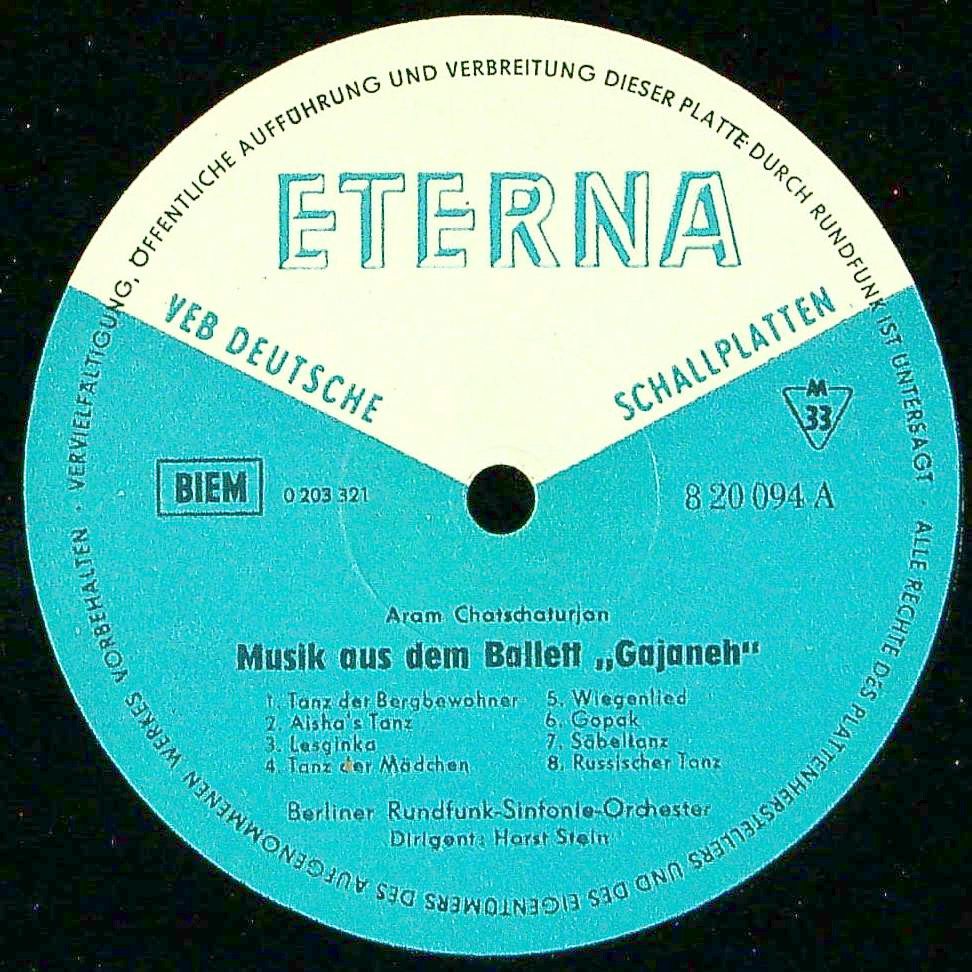 ALLE RECHTE DES PLATTENHERSTELLERS UND DES EIGENTÜMERS DES AUFGENOMMENEN WERKES VORBEHALTEN · VERVIELFÄLTIGUNG, ÖFFENTLICHE AUFFÜHRUNG UND VERBREITUNG DIESER PLATTE DURCH RUNDFUNK IST UNTERSAGT ·
ETERNA
VEB DEUTSCHE SCHALLPLATTEN
M
33
BIEM 0 203 321 8 20 094 A
Aram Chatschaturjan
Musik aus dem Ballett „Gajaneh“
1. Tanz der Bergbewohner
2. Aisha's Tanz
3. Lesginka
4. Tanz der Mädchen
5. Wiegenlied
6. Gopak
7. Säbeltanz
8. Russischer Tanz
Berliner Rundfunk-Sinfonie-Orchester
Dirigent: Horst Stein